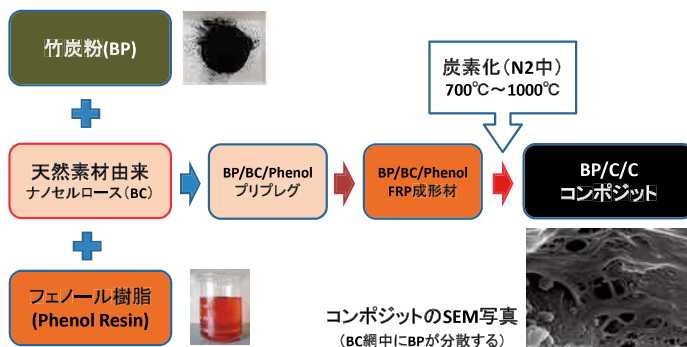 竹炭粉(BP)
天然素材由来
ナノセルロース(BC)
フェノール樹脂
(Phenol Resin)
BP/BC/Phenol
プリプレグ
BP/BC/Phenol
FRP成形材
炭素化(N2中)
700℃~1000℃
BP/C/C
コンポジット
コンポジットのSEM写真
(BC網中にBPが分散する)